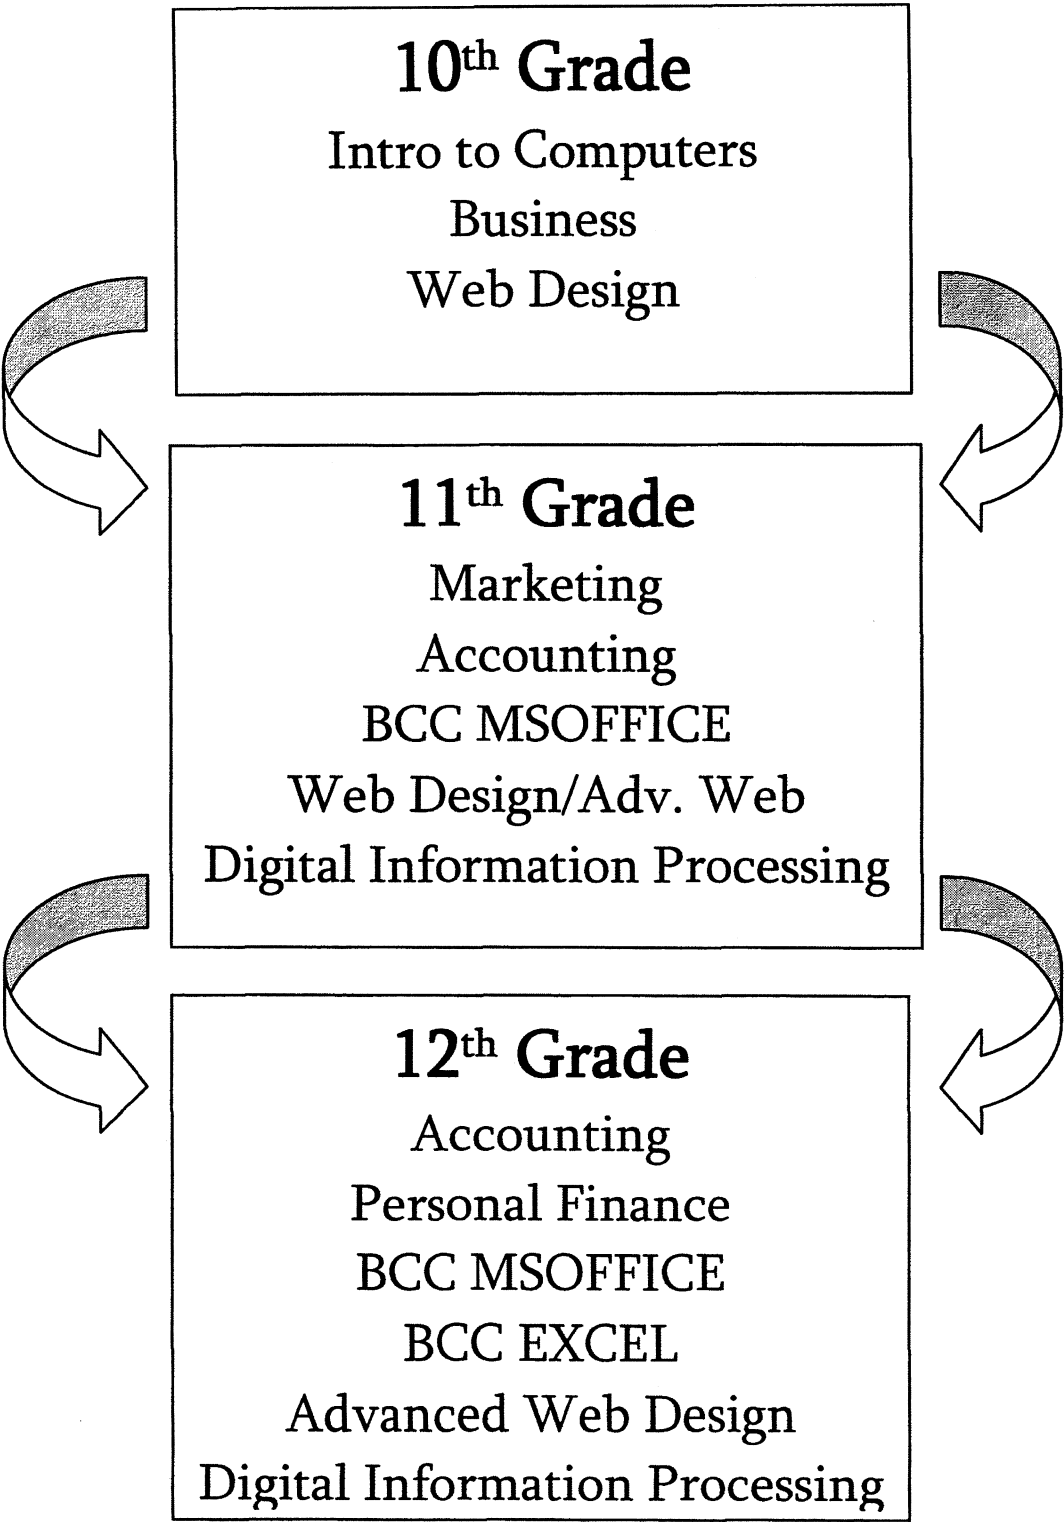 10th Grade
Intro to Computers
Business
Web Design
11th Grade
Marketing
Accounting
BCC MSOFFICE
Web Design/Adv. Web
Digital Information Processing
12th Grade
Accounting
Personal Finance
BCC MSOFFICE
BCC EXCEL
Advanced Web Design
Digital Information Processing